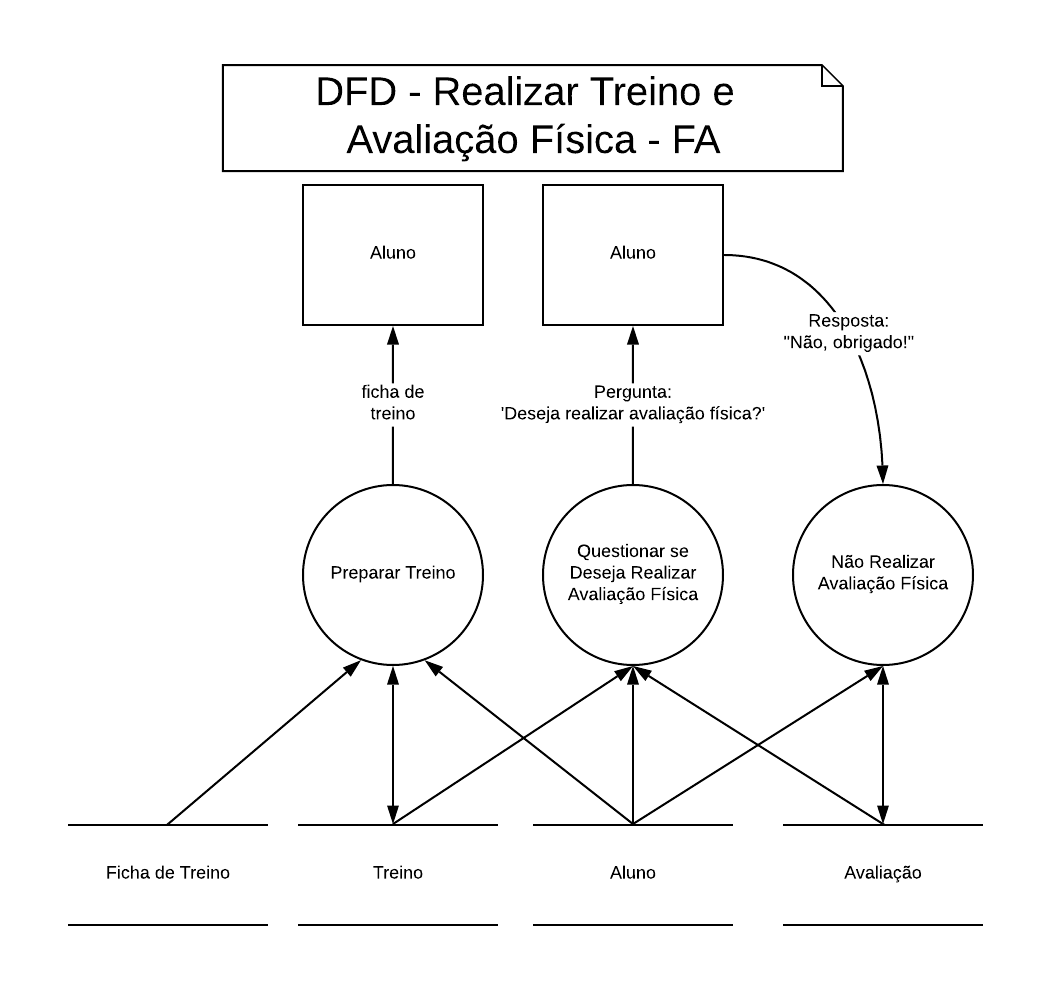 DFD - Realizar Treino e
Avaliação Física - FA
Aluno
Aluno
Resposta:
"Não, obrigado!"
ficha de
treino
Pergunta:
'Deseja realizar avaliação física?'
Preparar Treino
Questionar se
Deseja Realizar
Avaliação Física
Não Realizar
Avaliação Física
Ficha de Treino
Treino
Aluno
Avaliação